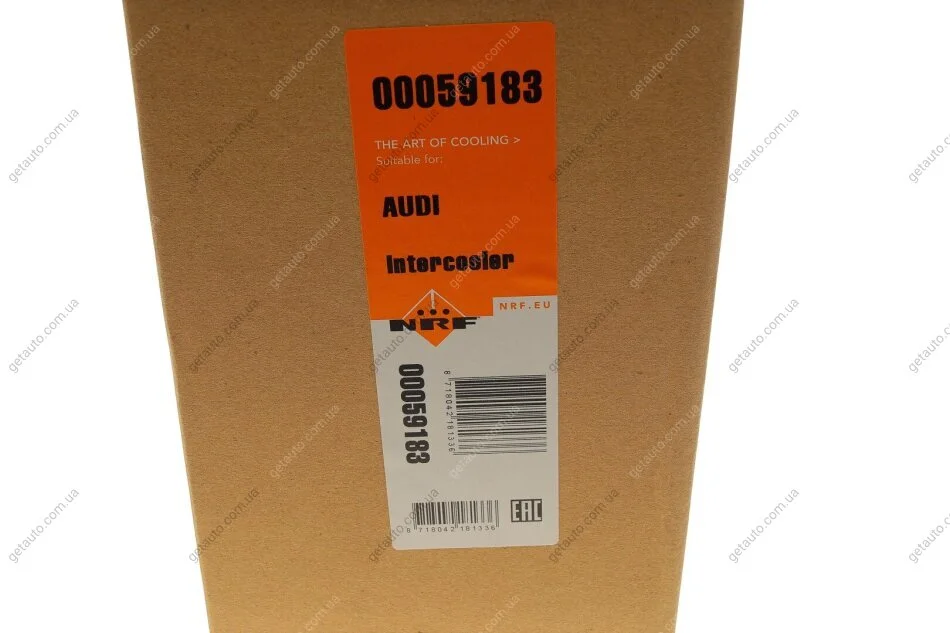 00059183
THE ART OF COOLING >
Suitable for:
AUDI
Intercooler
NRF.EU
NRF
00059183
8 718042 181336
8 718042 181336
EAC
getauto.com.ua